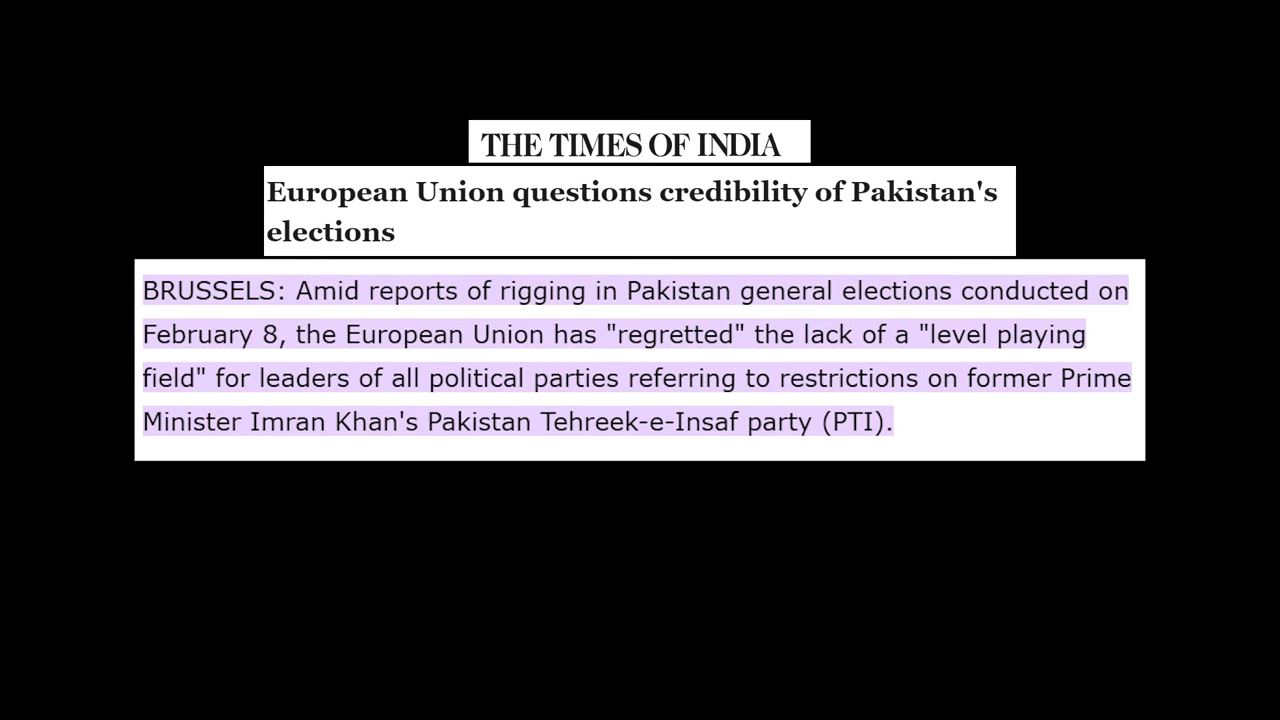 THE TIMES OF INDIA
European Union questions credibility of Pakistan's
elections
BRUSSELS: Amid reports of rigging in Pakistan general elections conducted on
February 8, the European Union has "regretted" the lack of a "level playing
field" for leaders of all political parties referring to restrictions on former Prime
Minister Imran Khan's Pakistan Tehreek-e-Insaf party (PTI).